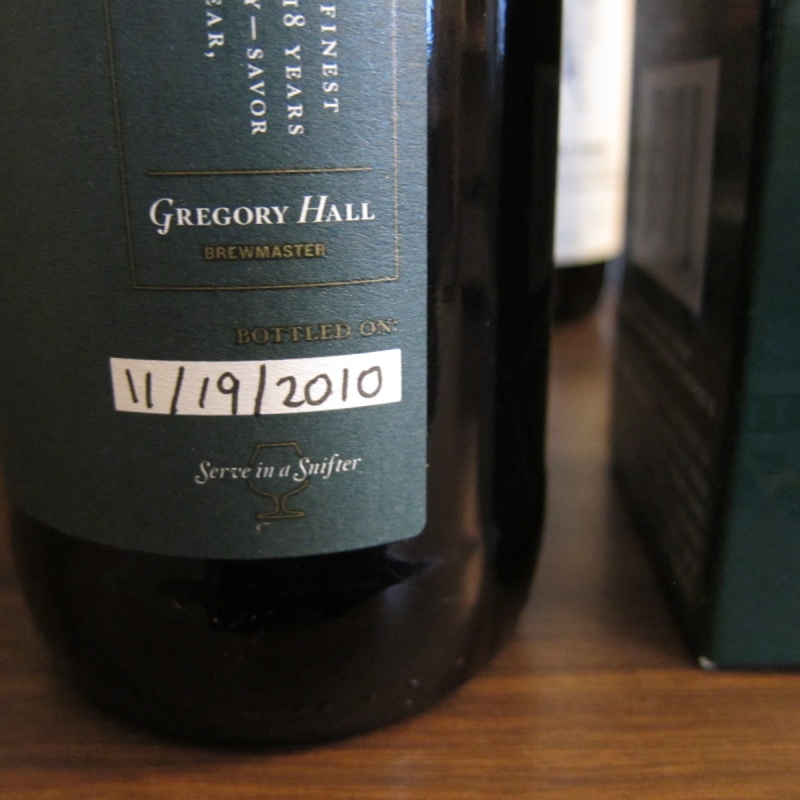 FINEST
18 YEARS
Y — SAVOR
EAR,
GREGORY HALL
BREWMASTER
BOTTLED ON:
11/19/2010
Serve in a Snifter